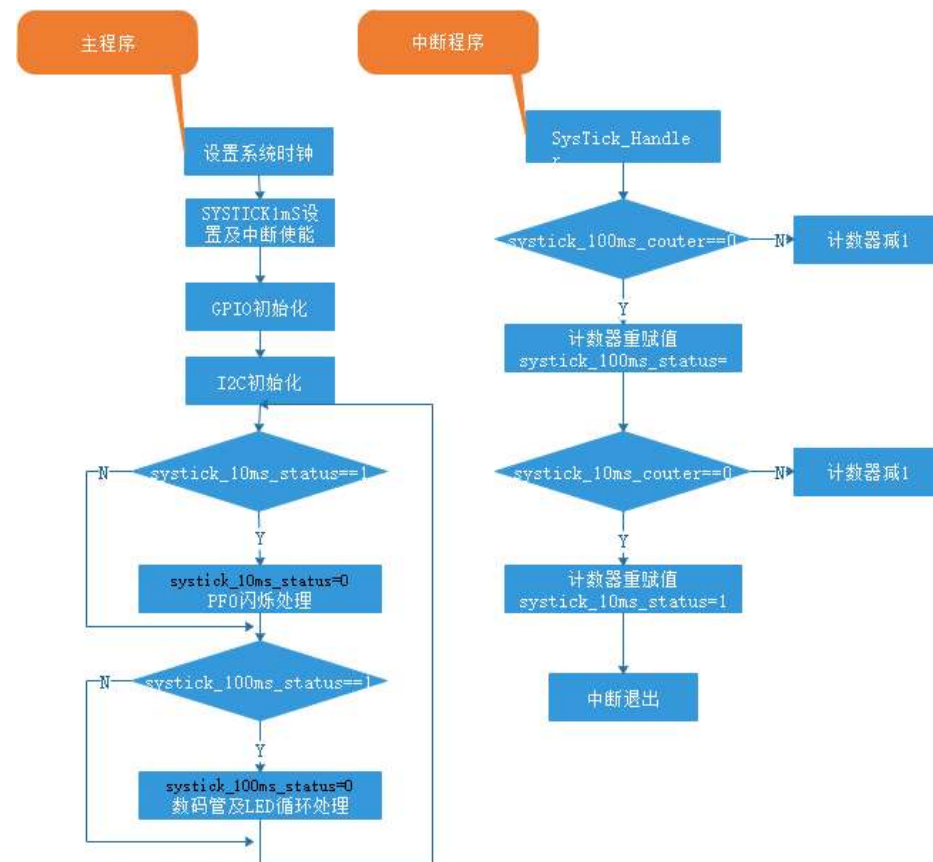 主程序
设置系统时钟
SYSTICK1mS设
置及中断使能
GPIO初始化
I2C初始化
systick_10ms_status==1
N
Y
systick_10ms_status=0
PF0闪烁处理
systick_100ms_status==1
N
Y
systick_100ms_status=0
数码管及LED循环处理
中断程序
SysTick_Handle
r
systick_100ms_couter==0
N
计数器减1
Y
计数器重赋值
systick_100ms_status=
systick_10ms_couter==0
N
计数器减1
Y
计数器重赋值
systick_10ms_status=1
中断退出